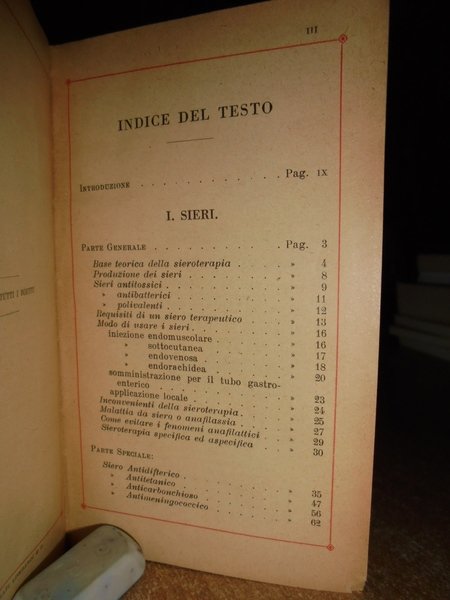 III
INDICE DEL TESTO
INTRODUZIONE . . . . . . . . . . Pag. IX
I. SIERI.
PARTE GENERALE . . . . . . . . . . Pag. 3
Base teorica della sieroterapia . . . . » 4
Produzione dei sieri . . . . . . » 8
Sieri antitossici . . . . . . . » 9
» antibatterici . . . . . . » 11
» polivalenti . . . . . . » 12
Requisiti di un siero terapeutico . . . » 13
Modo di usare i sieri . . . . . . » 16
iniezione endomuscolare . . . . . » 16
» sottocutanea . . . . . » 17
» endovenosa . . . . . » 18
» endorachidea . . . . . » 20
somministrazione per il tubo gastro-
enterico . . . . . . . » 23
applicazione locale . . . . . . » 24
Inconvenienti della sieroterapia . . . . » 25
Malattia da siero o anafilassia . . . . » 27
Come evitare i fenomeni anafilattici . . » 29
Sieroterapia specifica ed aspecifica . . » 30
PARTE SPECIALE:
Siero Antidifterico . . . . . . » 35
» Antitetanico . . . . . . » 47
» Anticarbonchioso . . . . . » 56
» Antimeningococcico . . . . . » 62